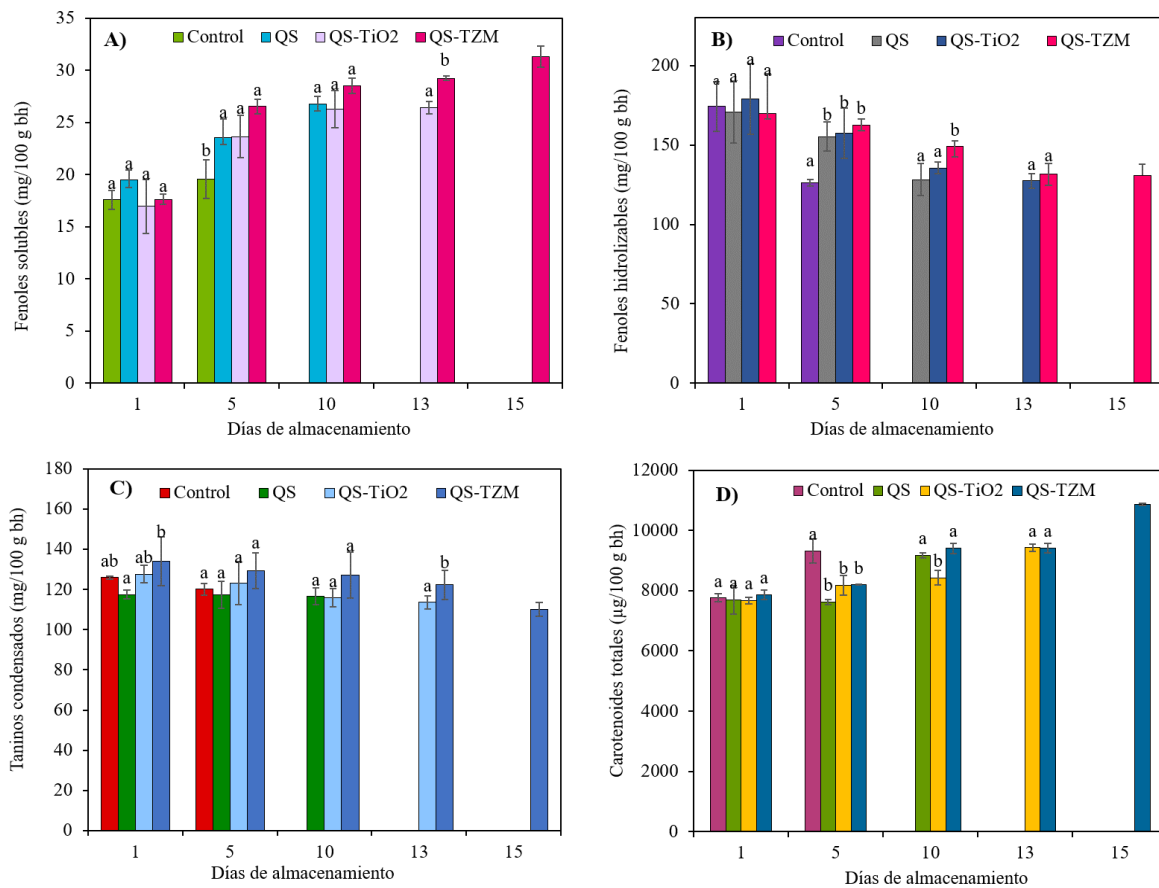 A)
Control QS QS-TiO2 QS-TZM
Fenoles solubles (mg/100 g bh)
35
30
25
20
15
10
5
0
a a a a
b a a a
a a a
a b
1 5 10 13 15
Días de almacenamiento
B)
Control QS QS-TiO2 QS-TZM
Fenoles hidrolizables (mg/100 g bh)
200
150
100
50
0
a a a a
a b b b
a a b
a a
1 5 10 13 15
Días de almacenamiento
C)
Control QS QS-TiO2 QS-TZM
Taninos condensados (mg/100 g bh)
180
160
140
120
100
80
60
40
20
0
ab a ab b
a a a a
a a a
a b
1 5 10 13 15
Días de almacenamiento
D)
Control QS QS-TiO2 QS-TZM
Carotenoides totales (µg/100 g bh)
12000
10000
8000
6000
4000
2000
0
a a a a
a b b b
a b a
a a
1 5 10 13 15
Días de almacenamiento